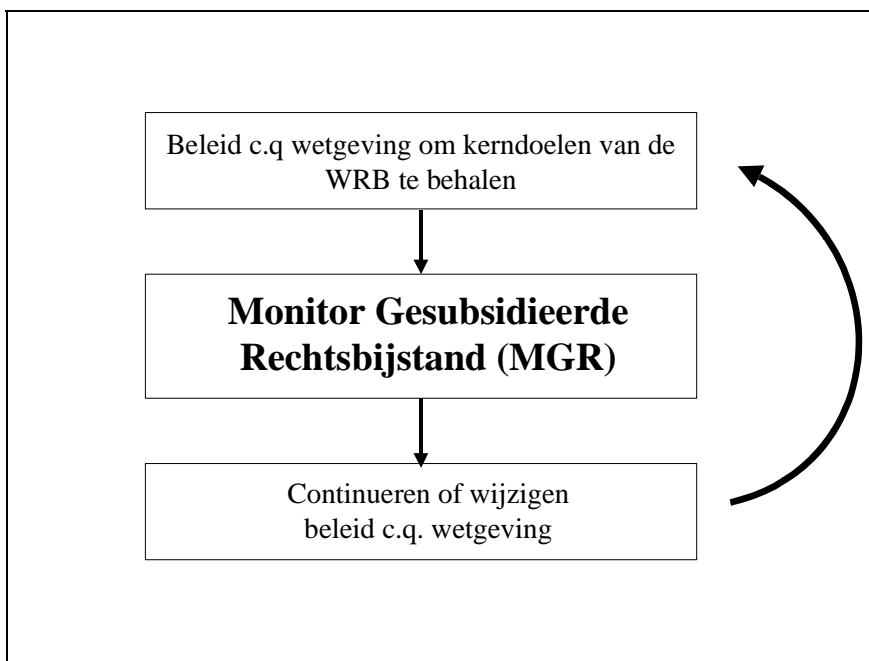 Beleid c.q wetgeving om kerndoelen van de
WRB te behalen
Monitor Gesubsidieerde
Rechtsbijstand (MGR)
Continueren of wijzigen
beleid c.q. wetgeving